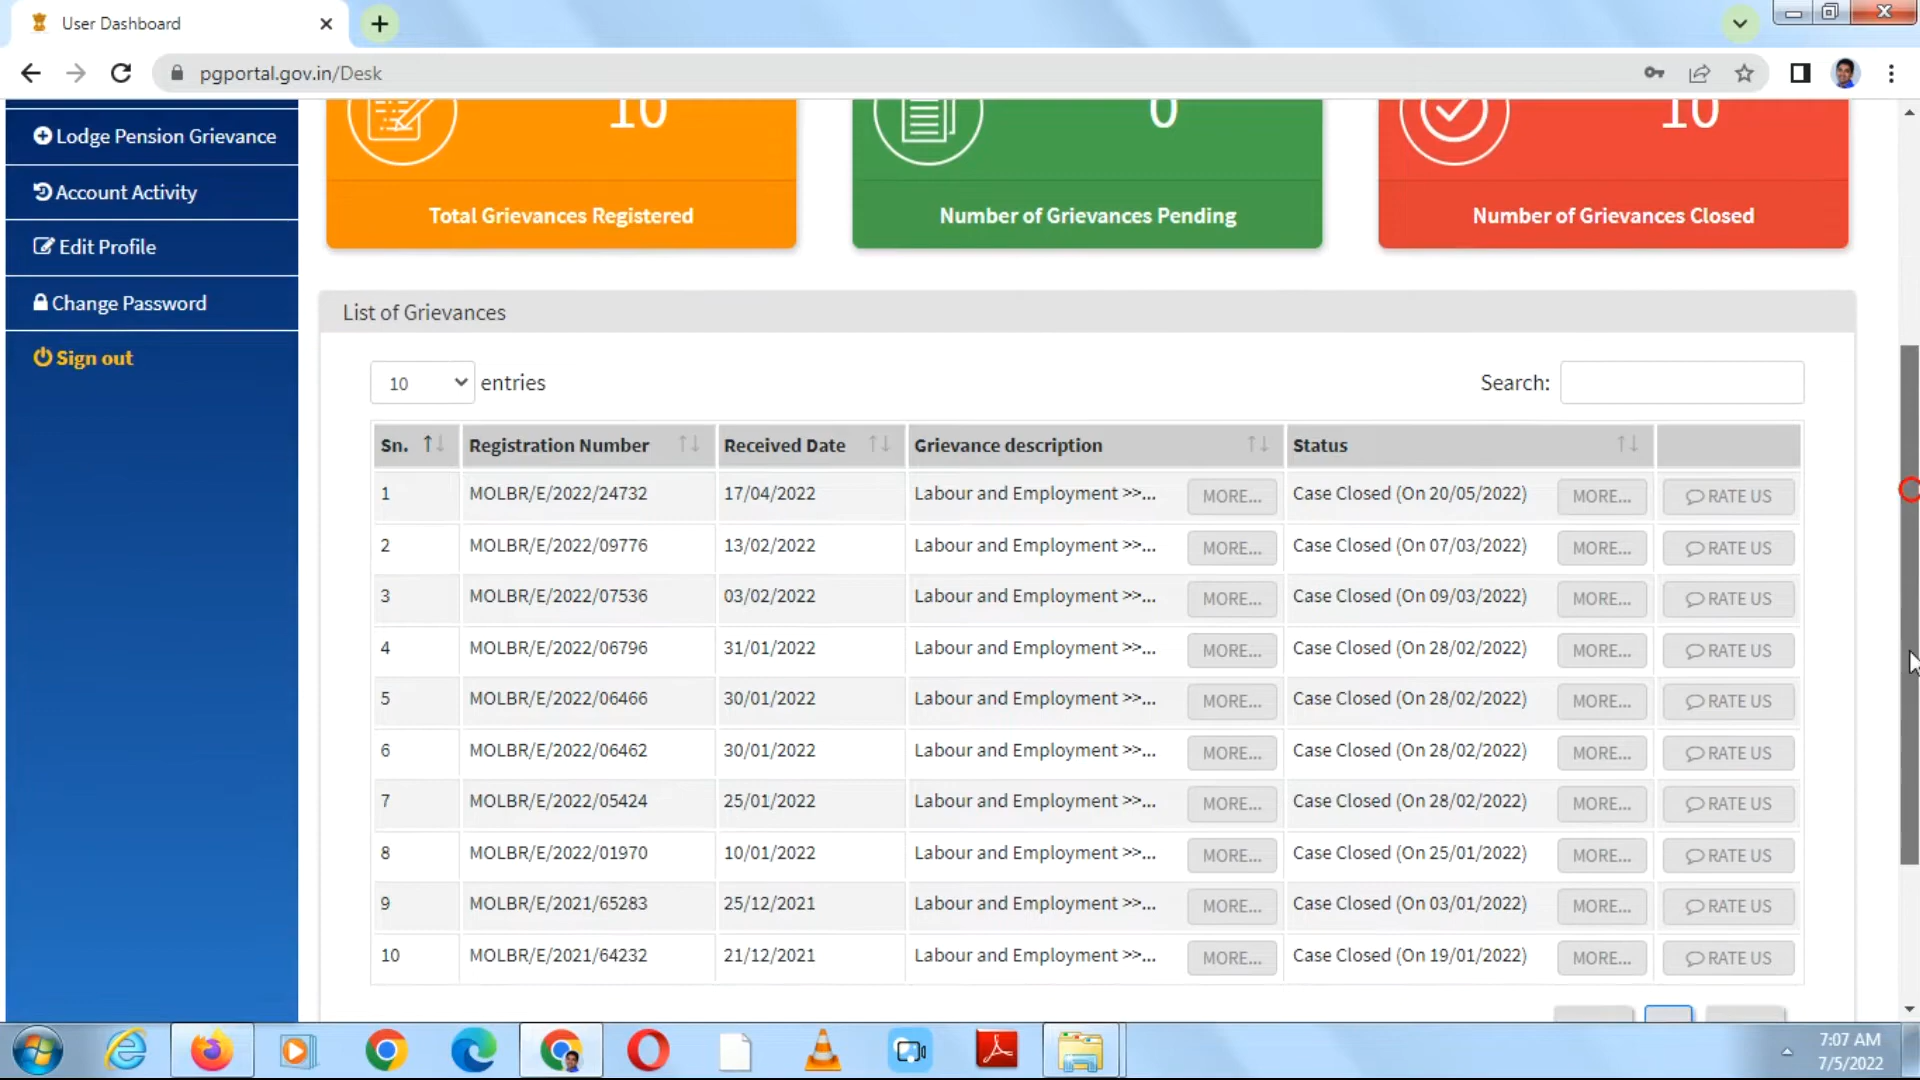 User Dashboard
pgportal.gov.in/Desk
Lodge Pension Grievance
Account Activity
Edit Profile
Change Password
Sign out
10
0
10
Total Grievances Registered
Number of Grievances Pending
Number of Grievances Closed
List of Grievances
10 entries
Search:
Sn. Registration Number Received Date Grievance description Status
1 MOLBR/E/2022/24732 17/04/2022 Labour and Employment >>... MORE... Case Closed (On 20/05/2022) MORE... RATE US
2 MOLBR/E/2022/09776 13/02/2022 Labour and Employment >>... MORE... Case Closed (On 07/03/2022) MORE... RATE US
3 MOLBR/E/2022/07536 03/02/2022 Labour and Employment >>... MORE... Case Closed (On 09/03/2022) MORE... RATE US
4 MOLBR/E/2022/06796 31/01/2022 Labour and Employment >>... MORE... Case Closed (On 28/02/2022) MORE... RATE US
5 MOLBR/E/2022/06466 30/01/2022 Labour and Employment >>... MORE... Case Closed (On 28/02/2022) MORE... RATE US
6 MOLBR/E/2022/06462 30/01/2022 Labour and Employment >>... MORE... Case Closed (On 28/02/2022) MORE... RATE US
7 MOLBR/E/2022/05424 25/01/2022 Labour and Employment >>... MORE... Case Closed (On 28/02/2022) MORE... RATE US
8 MOLBR/E/2022/01970 10/01/2022 Labour and Employment >>... MORE... Case Closed (On 25/01/2022) MORE... RATE US
9 MOLBR/E/2021/65283 25/12/2021 Labour and Employment >>... MORE... Case Closed (On 03/01/2022) MORE... RATE US
10 MOLBR/E/2021/64232 21/12/2021 Labour and Employment >>... MORE... Case Closed (On 19/01/2022) MORE... RATE US
7:07 AM
7/5/2022